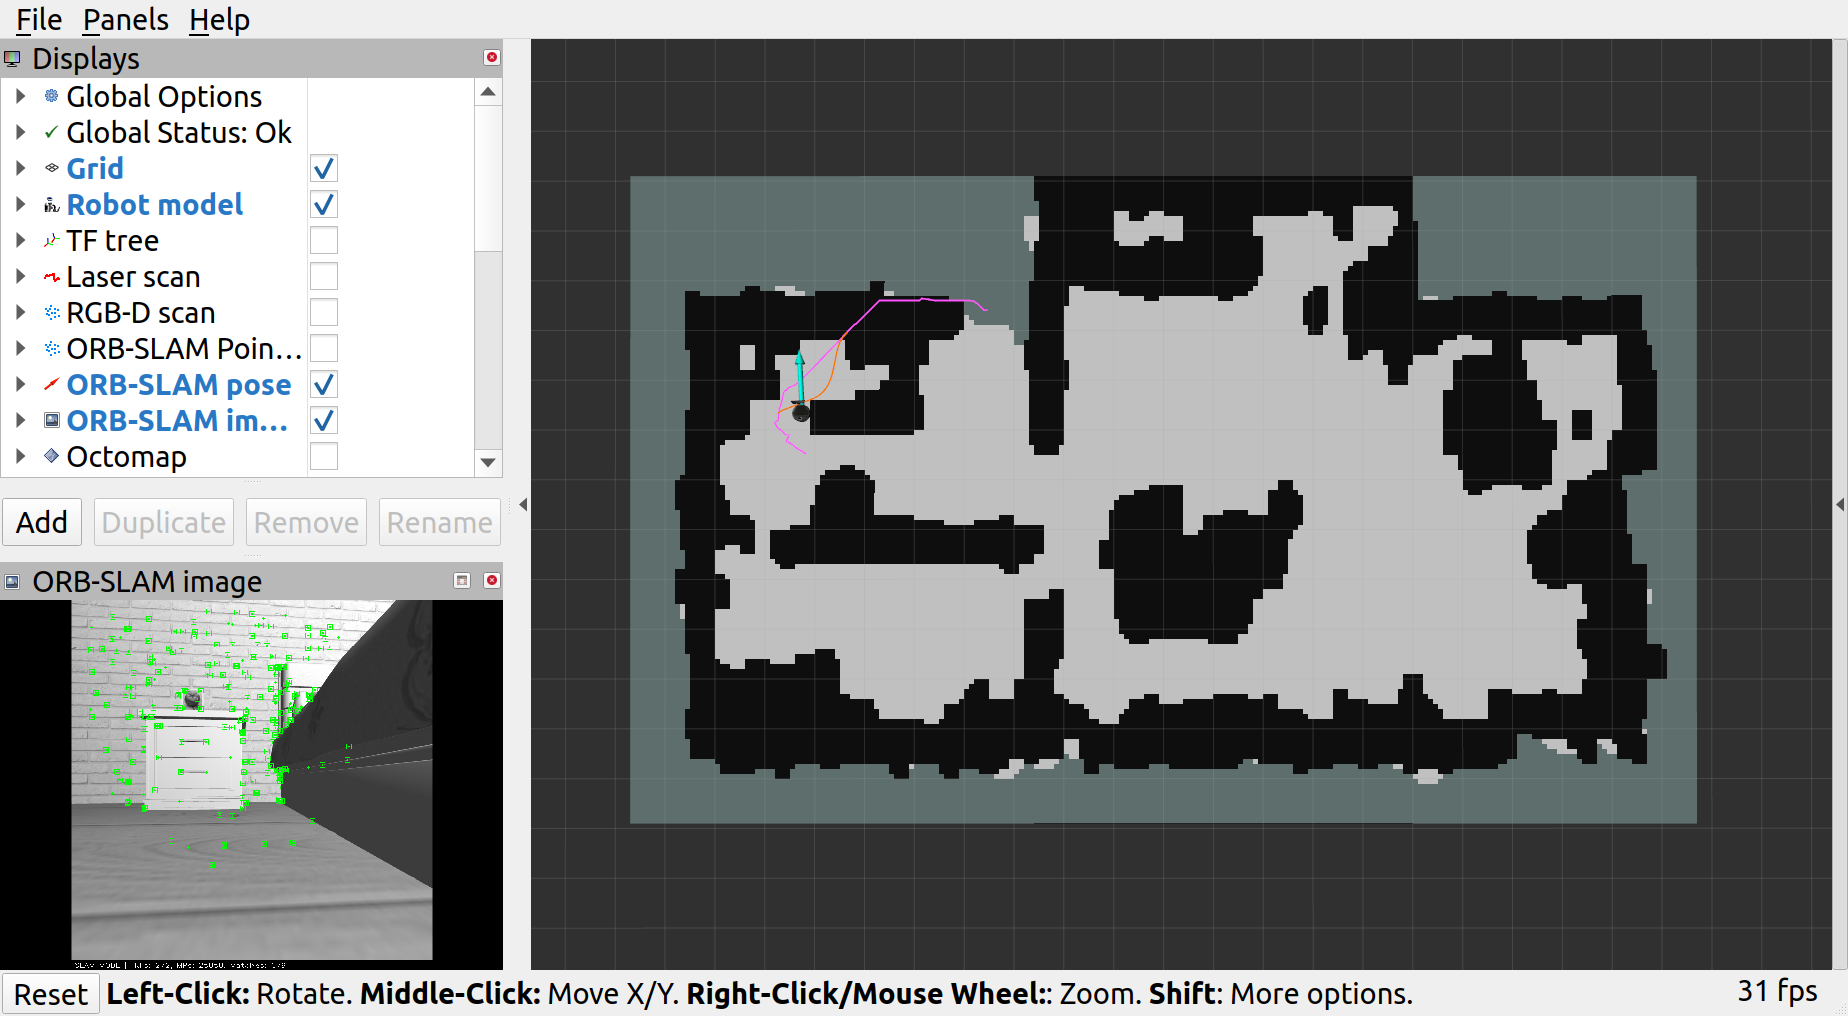 File Panels Help
Displays
Global Options
Global Status: Ok
Grid
Robot model
TF tree
Laser scan
RGB-D scan
ORB-SLAM Poin…
ORB-SLAM pose
ORB-SLAM im…
Octomap
Add Duplicate Remove Rename
ORB-SLAM image
SLAM MODE |
Reset Left-Click: Rotate. Middle-Click: Move X/Y. Right-Click/Mouse Wheel:: Zoom. Shift: More options. 31 fps